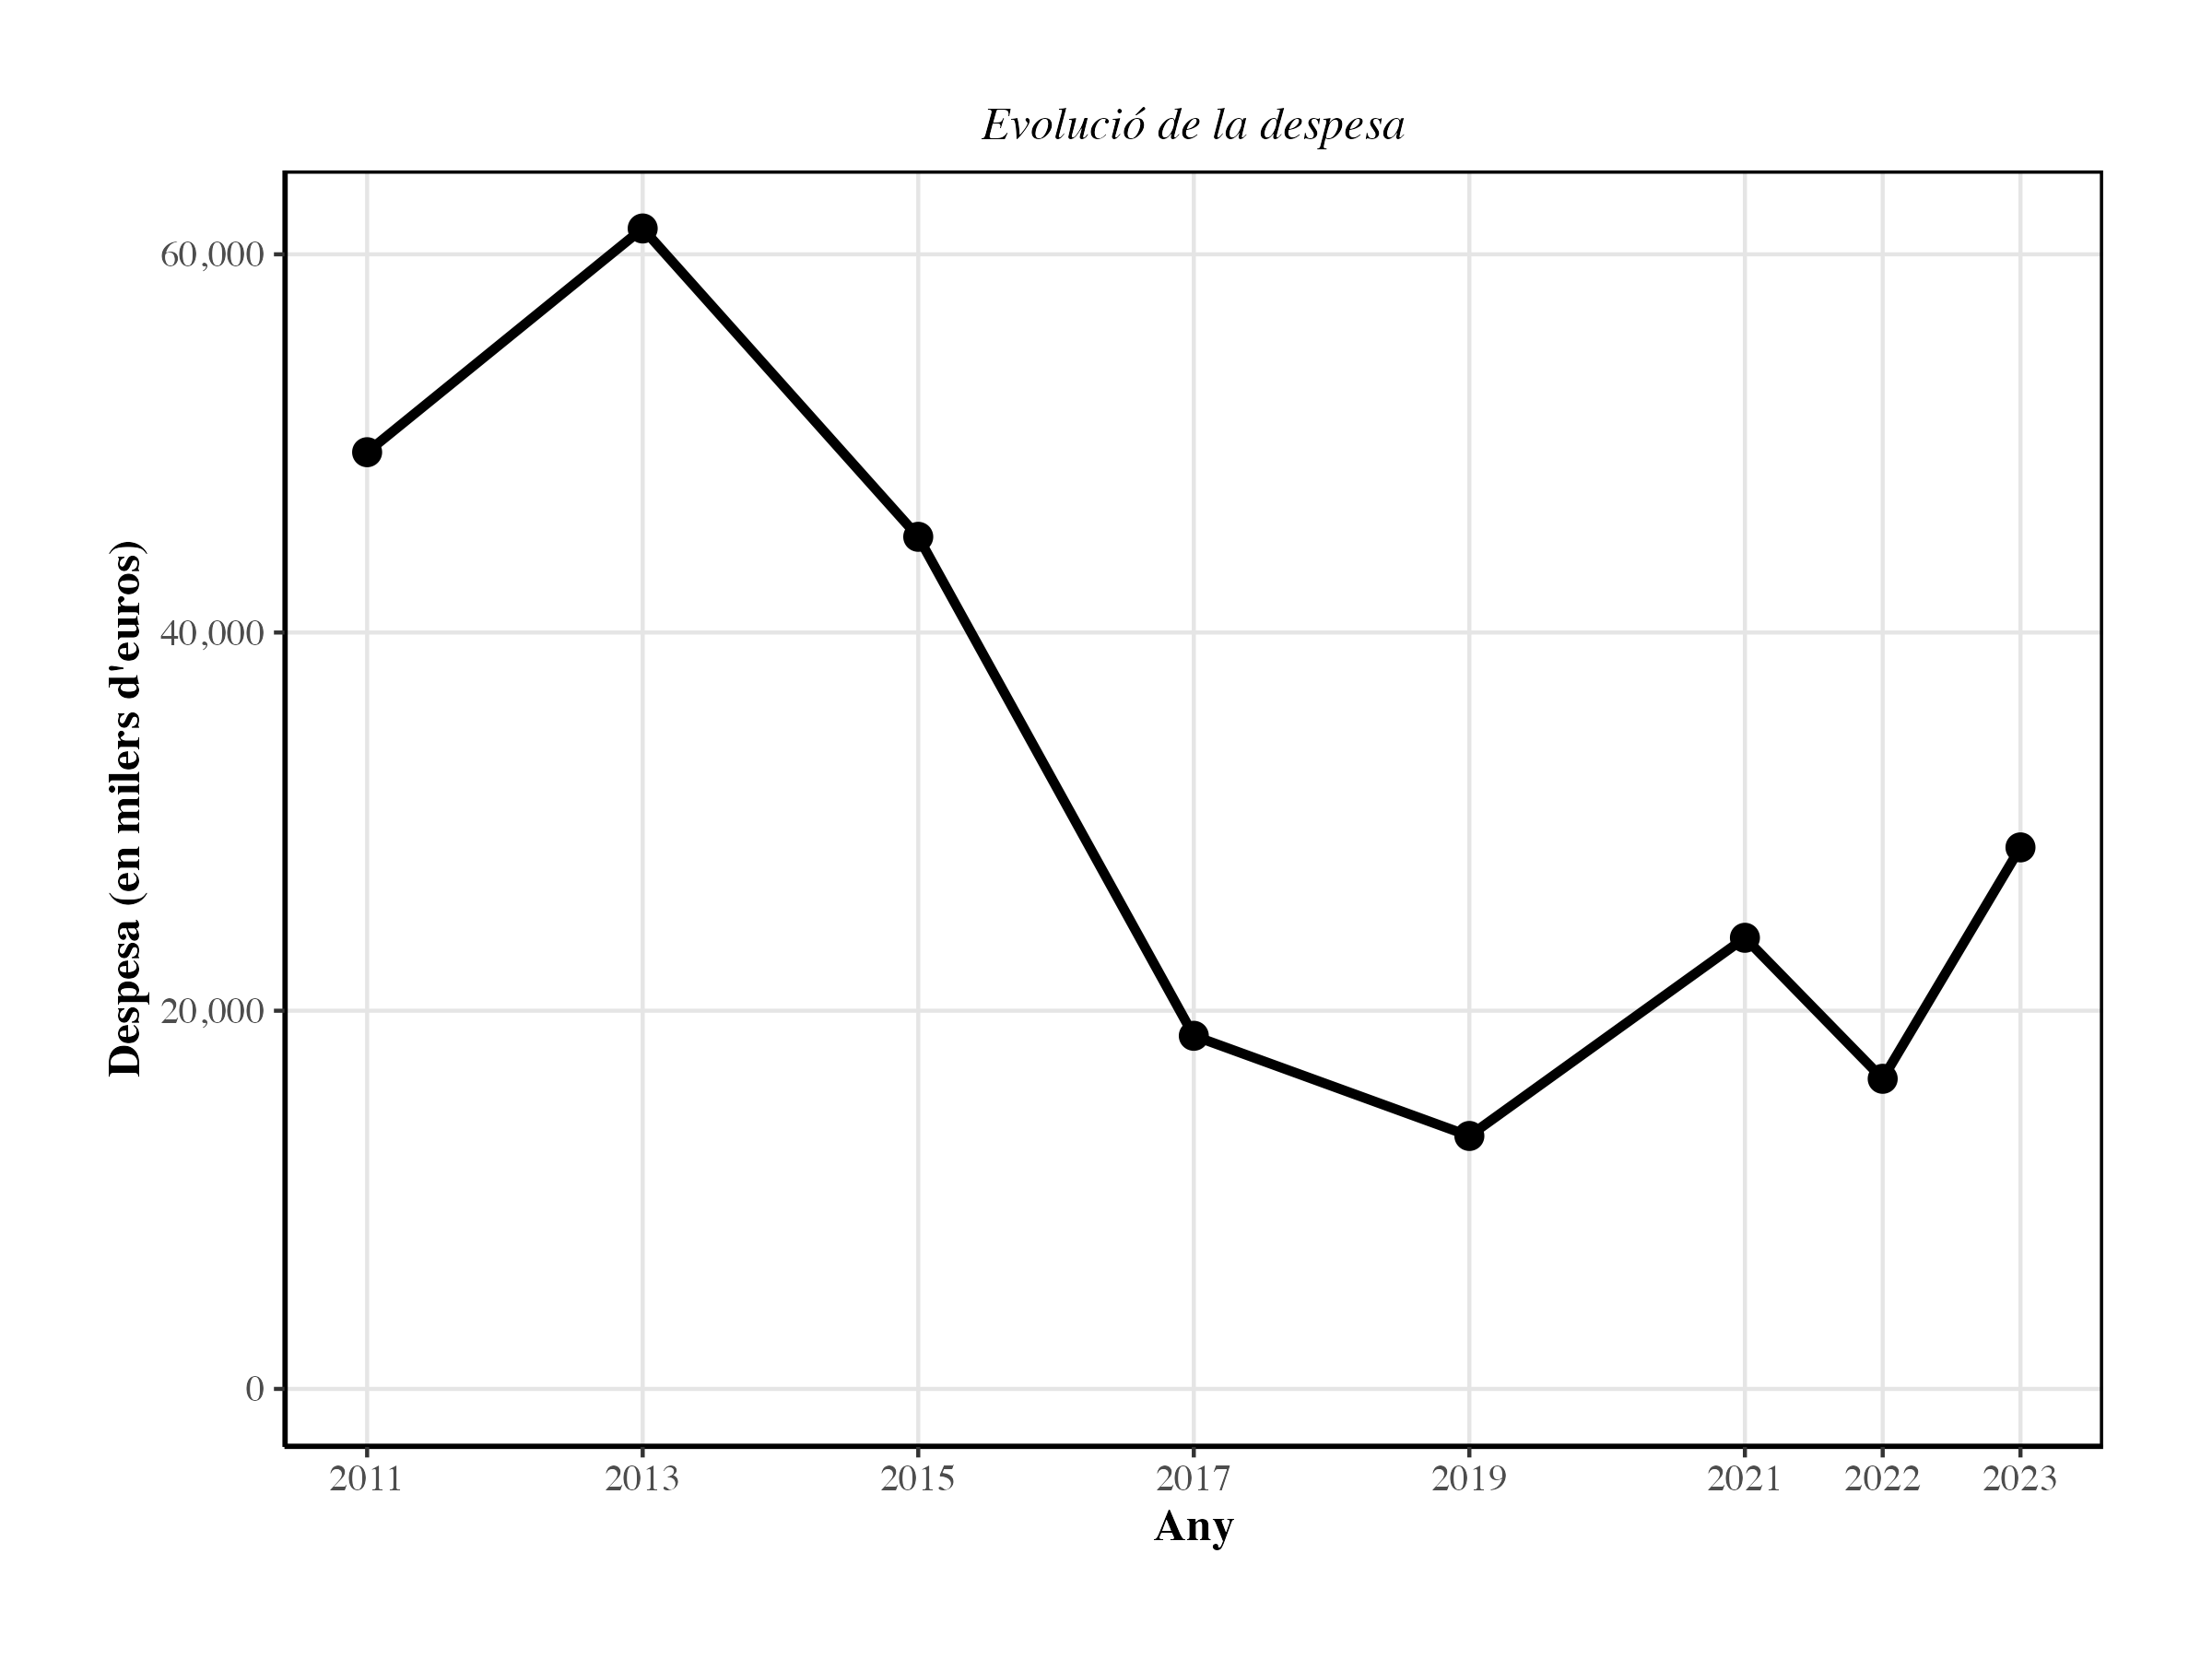 Evolució de la despesa
Despesa (en milers d'euros)
60,000
40,000
20,000
0
2011 2013 2015 2017 2019 2021 2022 2023
Any